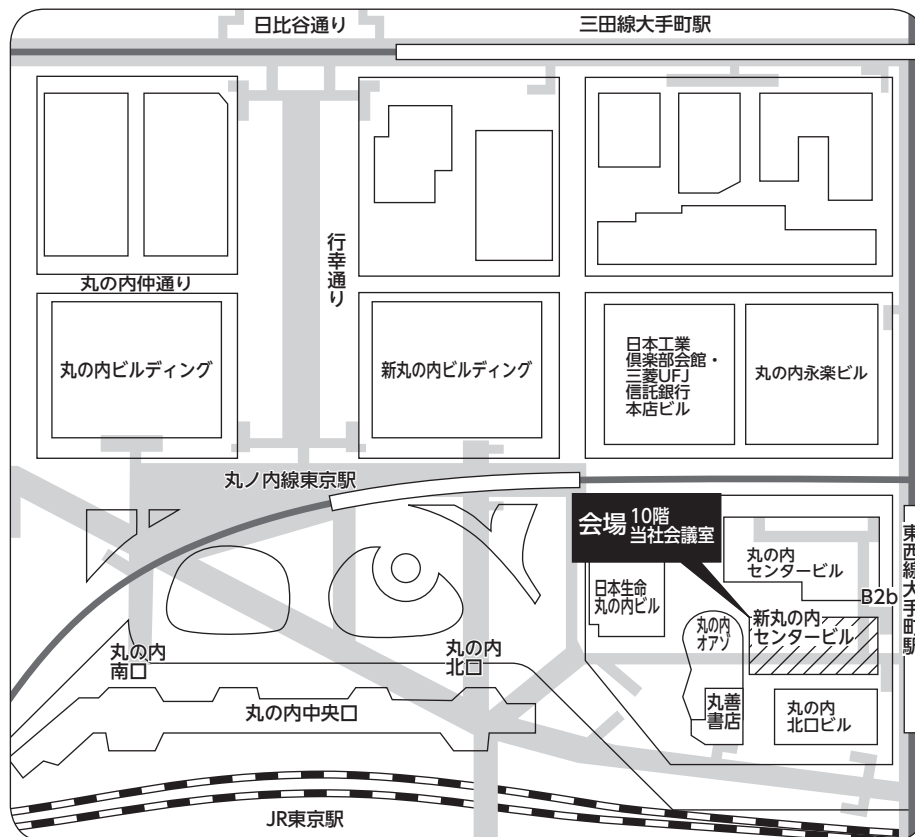 日比谷通り
三田線大手町駅
行幸通り
丸の内仲通り
丸の内ビルディング
新丸の内ビルディング
日本工業
倶楽部会館・
三菱UFJ
信託銀行
本店ビル
丸の内永楽ビル
丸ノ内線東京駅
会場 10階
当社会議室
東西線大手町駅
丸の内
センタービル
日本生命
丸の内ビル
B2b
丸の内
オアゾ
新丸の内
センタービル
丸の内
南口
丸の内
北口
丸善
書店
丸の内
北口ビル
丸の内中央口
JR東京駅